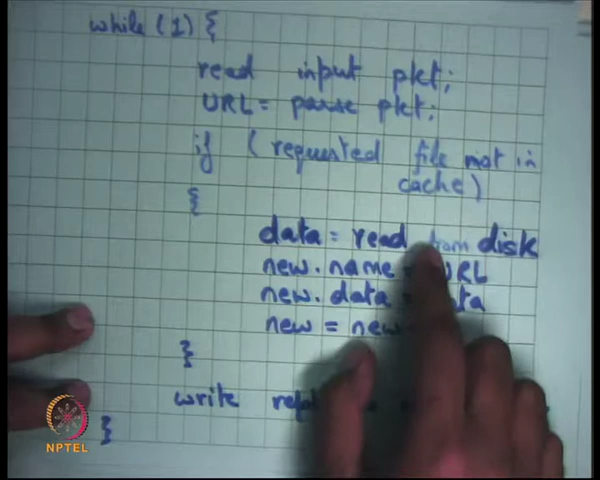 while (1) {
read input pkt;
URL = parse pkt;
if (requested file not in
cache)
{
data = read from disk
new.name = URL
new.data =
new = new
}
write
}
NPTEL